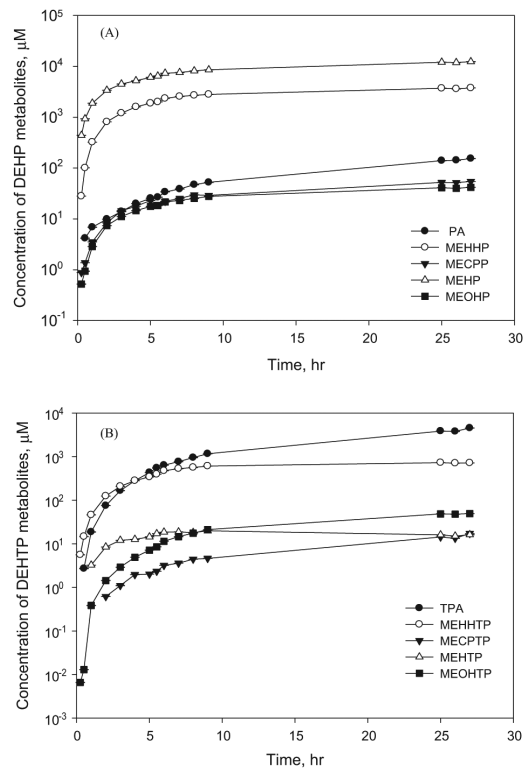 (A)
Concentration of DEHP metabolites, μM
10^5
10^4
10^3
10^2
10^1
10^0
10^-1
PA
MEHHP
MECPP
MEHP
MEOHP
0 5 10 15 20 25 30
Time, hr
(B)
Concentration of DEHTP metabolites, μM
10^4
10^3
10^2
10^1
10^0
10^-1
10^-2
10^-3
TPA
MEHHTP
MECPTP
MEHTP
MEOHTP
0 5 10 15 20 25 30
Time, hr